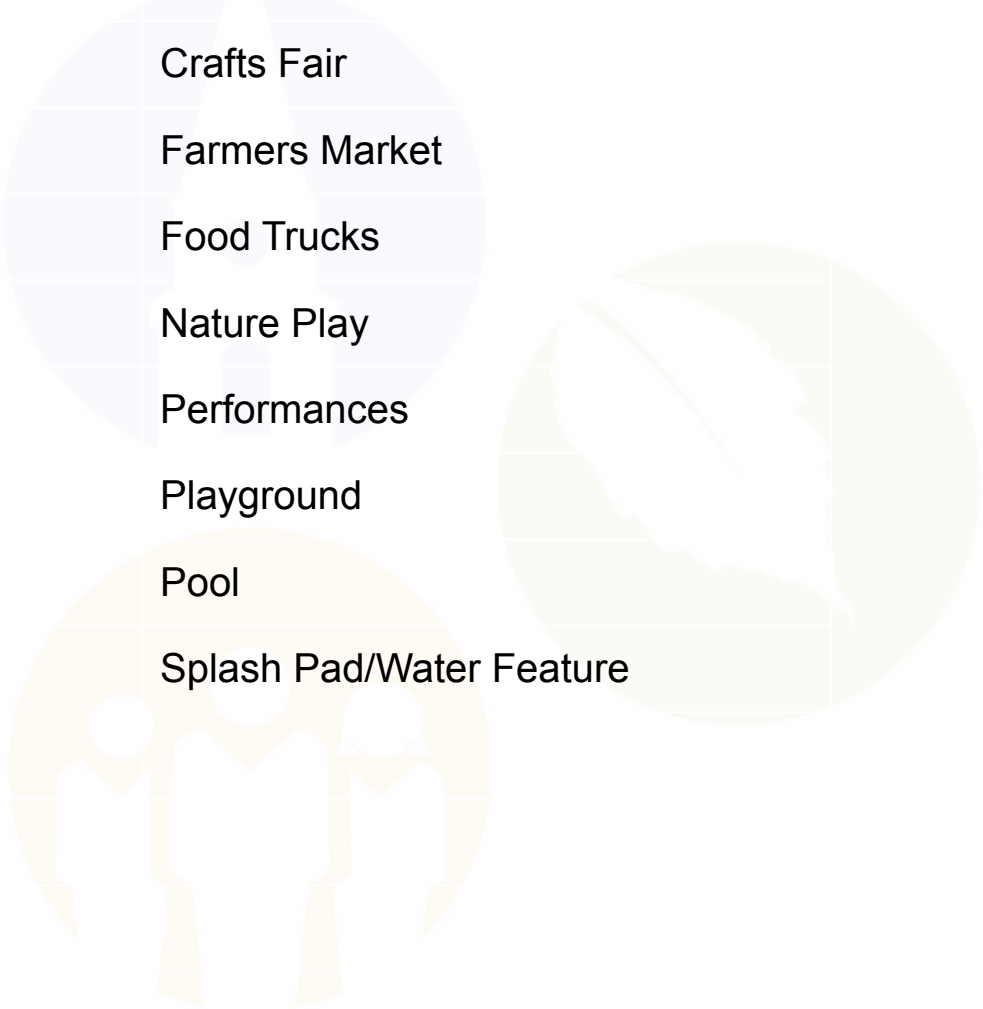 Crafts Fair
Farmers Market
Food Trucks
Nature Play
Performances
Playground
Pool
Splash Pad/Water Feature